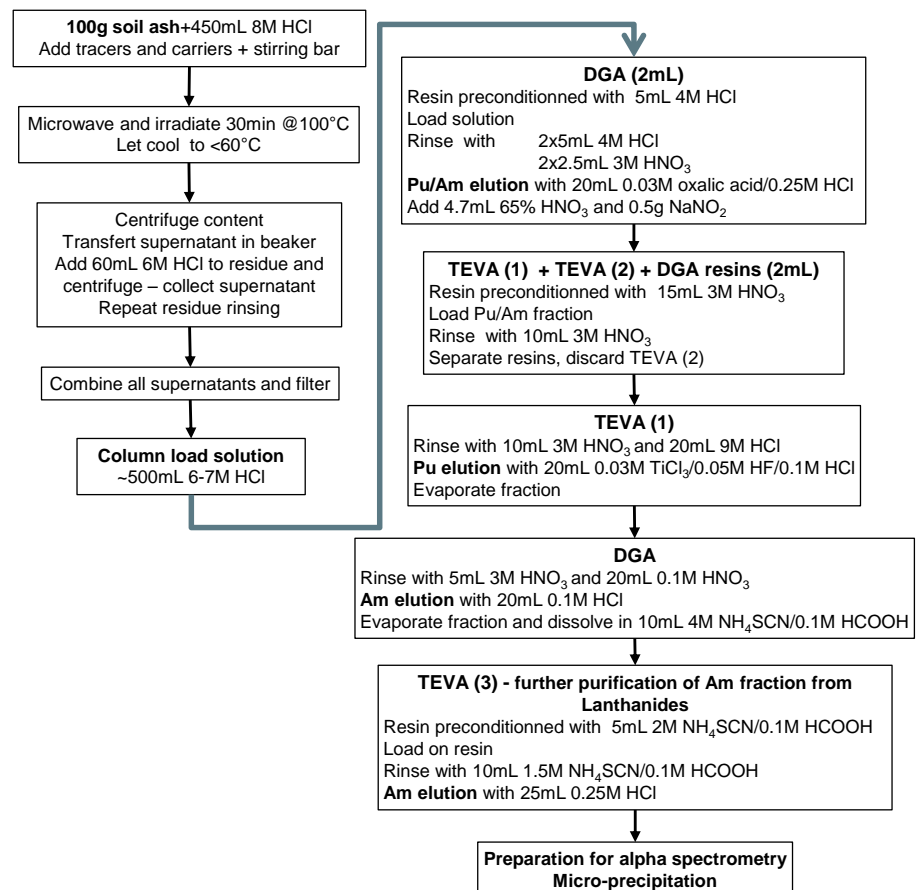 100g soil ash+450mL 8M HCl
Add tracers and carriers + stirring bar
Microwave and irradiate 30min @100°C
Let cool to <60°C
Centrifuge content
Transfert supernatant in beaker
Add 60mL 6M HCl to residue and
centrifuge – collect supernatant
Repeat residue rinsing
Combine all supernatants and filter
Column load solution
~500mL 6-7M HCl
DGA (2mL)
Resin preconditionned with 5mL 4M HCl
Load solution
Rinse with 2x5mL 4M HCl
2x2.5mL 3M HNO3
Pu/Am elution with 20mL 0.03M oxalic acid/0.25M HCl
Add 4.7mL 65% HNO3 and 0.5g NaNO2
TEVA (1) + TEVA (2) + DGA resins (2mL)
Resin preconditionned with 15mL 3M HNO3
Load Pu/Am fraction
Rinse with 10mL 3M HNO3
Separate resins, discard TEVA (2)
TEVA (1)
Rinse with 10mL 3M HNO3 and 20mL 9M HCl
Pu elution with 20mL 0.03M TiCl3/0.05M HF/0.1M HCl
Evaporate fraction
DGA
Rinse with 5mL 3M HNO3 and 20mL 0.1M HNO3
Am elution with 20mL 0.1M HCl
Evaporate fraction and dissolve in 10mL 4M NH4SCN/0.1M HCOOH
TEVA (3) - further purification of Am fraction from
Lanthanides
Resin preconditionned with 5mL 2M NH4SCN/0.1M HCOOH
Load on resin
Rinse with 10mL 1.5M NH4SCN/0.1M HCOOH
Am elution with 25mL 0.25M HCl
Preparation for alpha spectrometry
Micro-precipitation